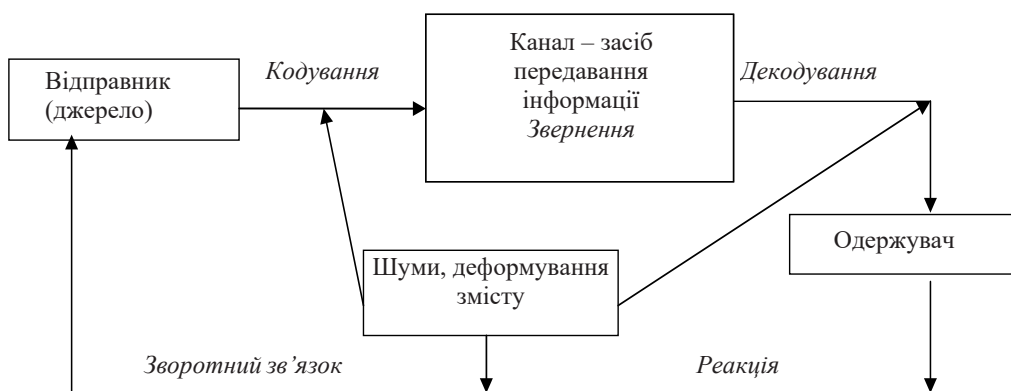 Відправник
(джерело)
Кодування
Канал – засіб
передавання
інформації
Звернення
Декодування
Одержувач
Шуми, деформування
змісту
Зворотний зв’язок
Реакція